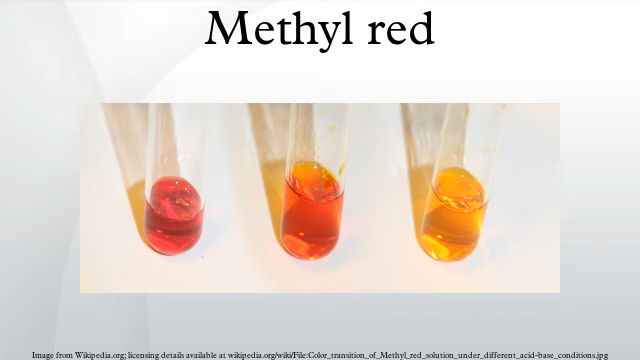 Methyl red
Image from Wikipedia.org; licensing details available at wikipedia.org/wiki/File:Color_transition_of_Methyl_red_solution_under_different_acid-base_conditions.jpg